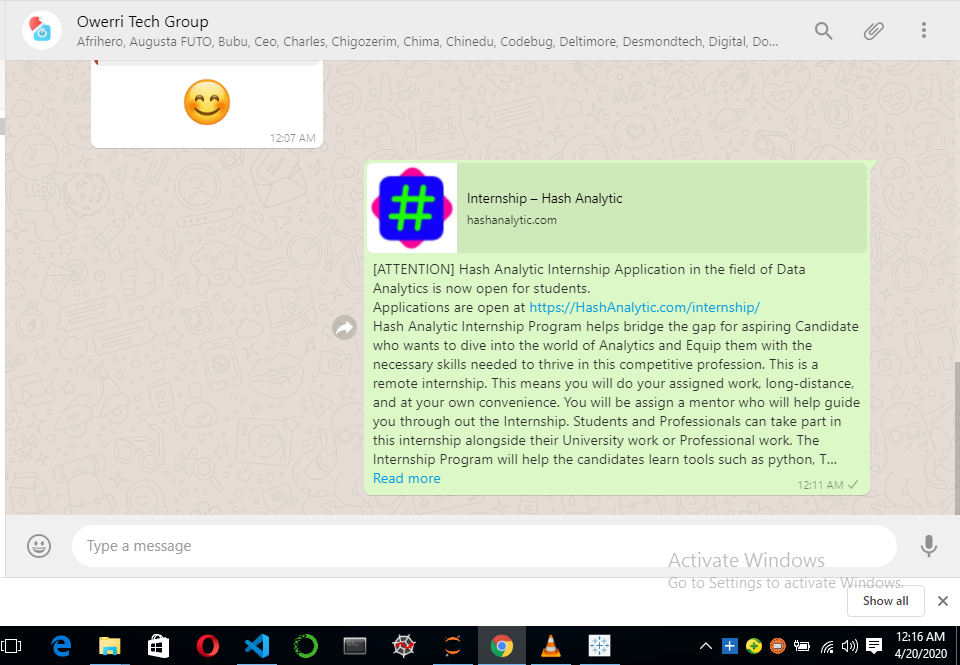 Owerri Tech Group
Afrihero, Augusta FUTO, Bubu, Ceo, Charles, Chigozerim, Chima, Chinedu, Codebug, Deltimore, Desmondtech, Digital, Do...
12:07 AM
#
Internship – Hash Analytic
hashanalytic.com
[ATTENTION] Hash Analytic Internship Application in the field of Data
Analytics is now open for students.
Applications are open at https://HashAnalytic.com/internship/
Hash Analytic Internship Program helps bridge the gap for aspiring Candidate
who wants to dive into the world of Analytics and Equip them with the
necessary skills needed to thrive in this competitive profession. This is a
remote internship. This means you will do your assigned work, long-distance,
and at your own convenience. You will be assign a mentor who will help guide
you through out the Internship. Students and Professionals can take part in
this internship alongside their University work or Professional work. The
Internship Program will help the candidates learn tools such as python, T...
Read more
12:11 AM
Type a message
Activate Windows
Go to Settings to activate Windows.
Show all
12:16 AM
4/20/2020